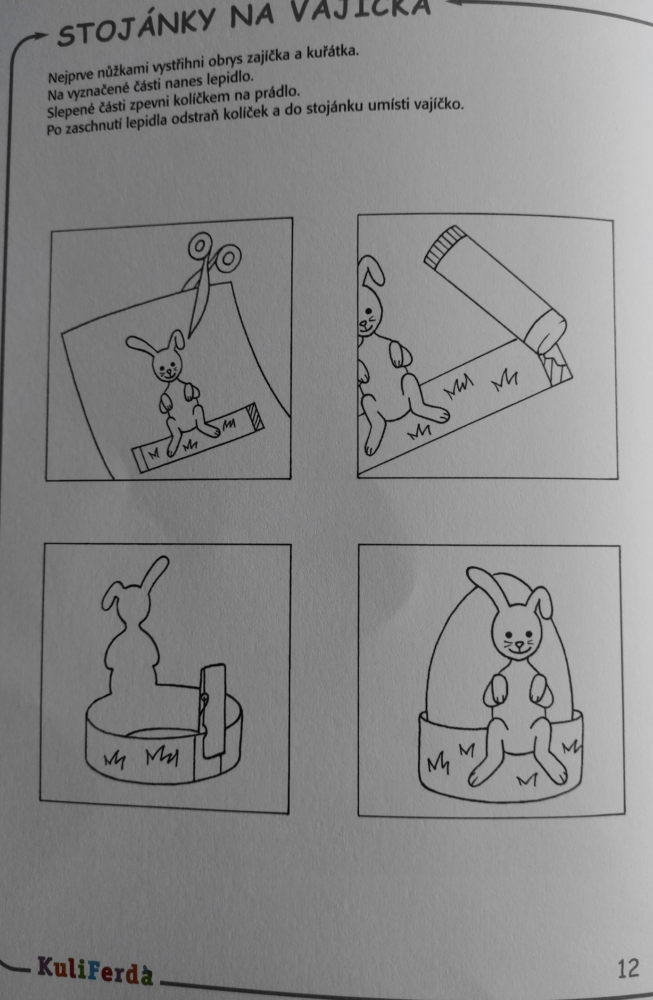 STOJÁNKY NA VAJÍČKA
Nejprve nůžkami vystřihni obrys zajíčka a kuřátka.
Na vyznačené části nanes lepidlo.
Slepené části zpevni kolíčkem na prádlo.
Po zaschnutí lepidla odstraň kolíček a do stojánku umísti vajíčko.
KuliFerda
12